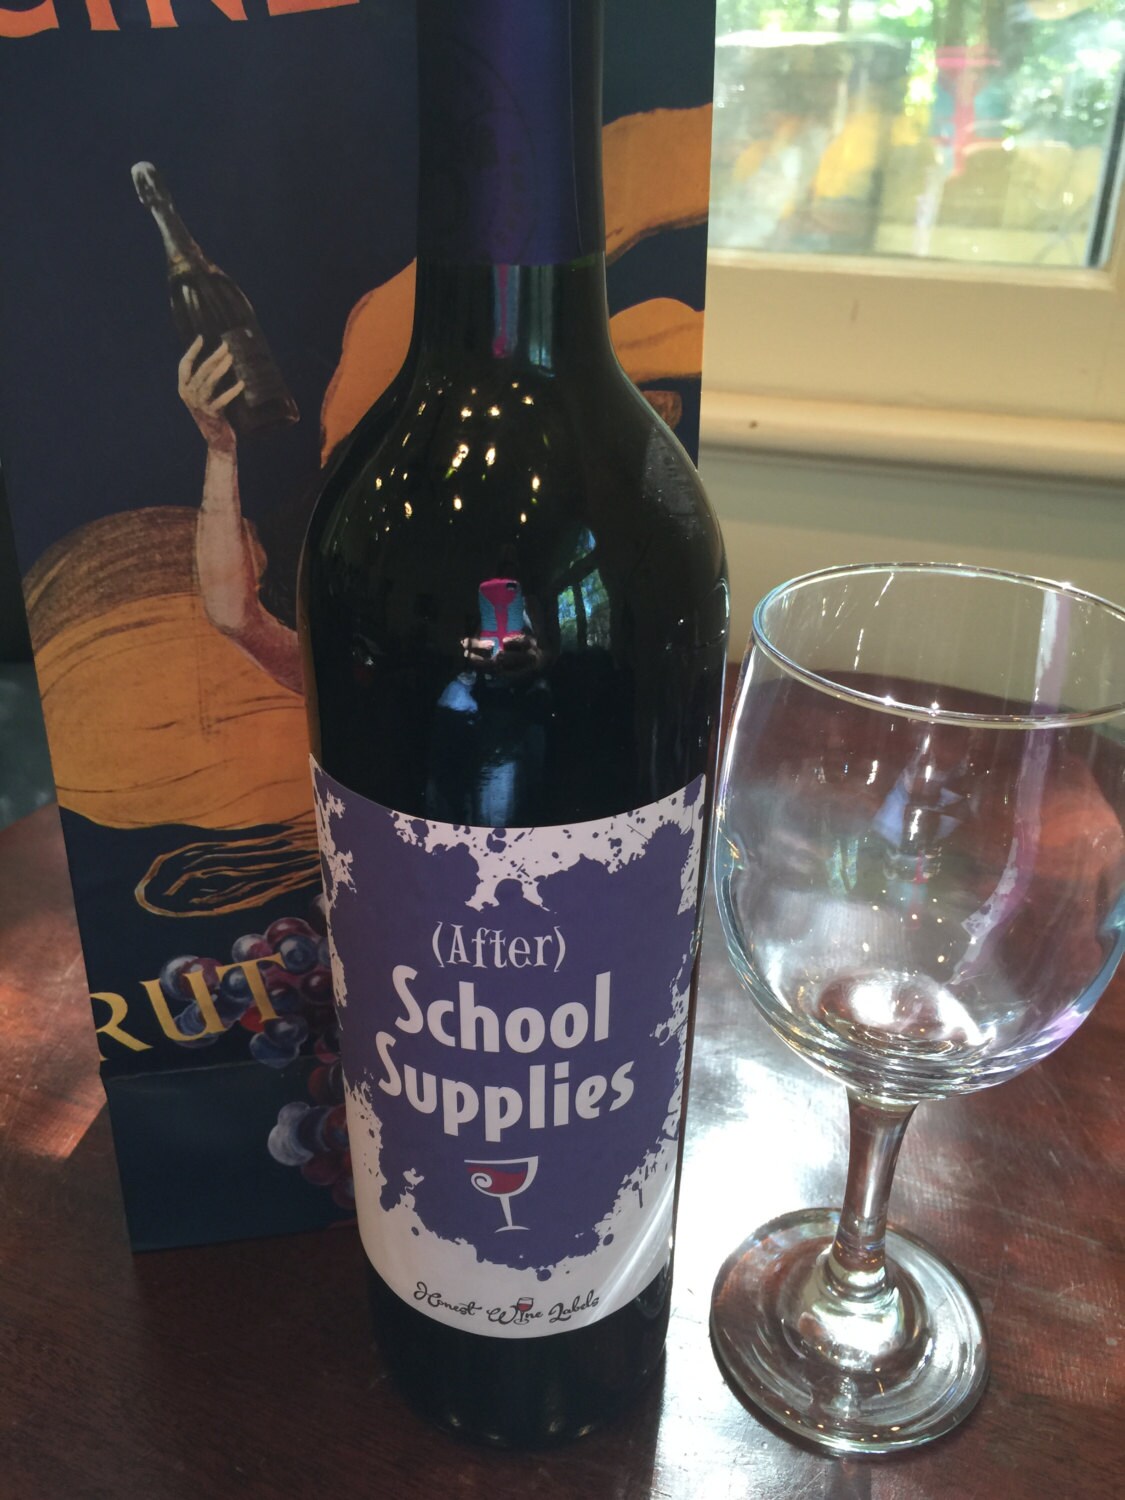 RUT
(After)
School
Supplies
Honest Wine Labels